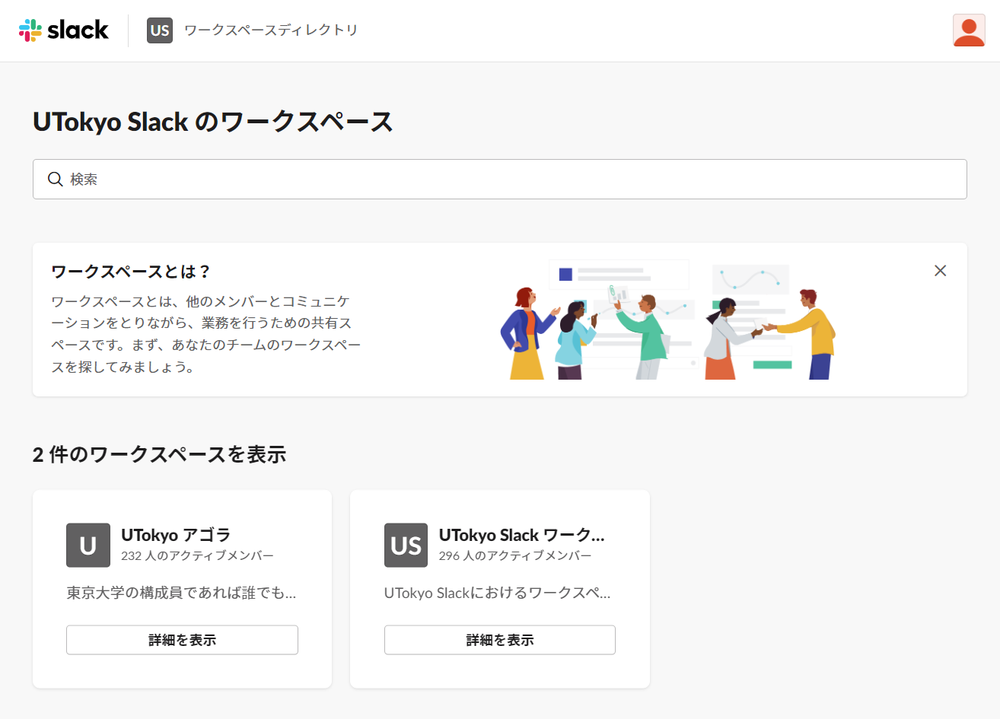 slack
US ワークスペースディレクトリ
UTokyo Slack のワークスペース
検索
ワークスペースとは？
ワークスペースとは、他のメンバーとコミュニケ
ーションをとりながら、業務を行うための共有ス
ペースです。まず、あなたのチームのワークスペー
スを探してみましょう。
2 件のワークスペースを表示
U
UTokyo アゴラ
232 人のアクティブメンバー
東京大学の構成員であれば誰でも...
詳細を表示
US
UTokyo Slack ワーク...
296 人のアクティブメンバー
UTokyo Slackにおけるワークスペ...
詳細を表示